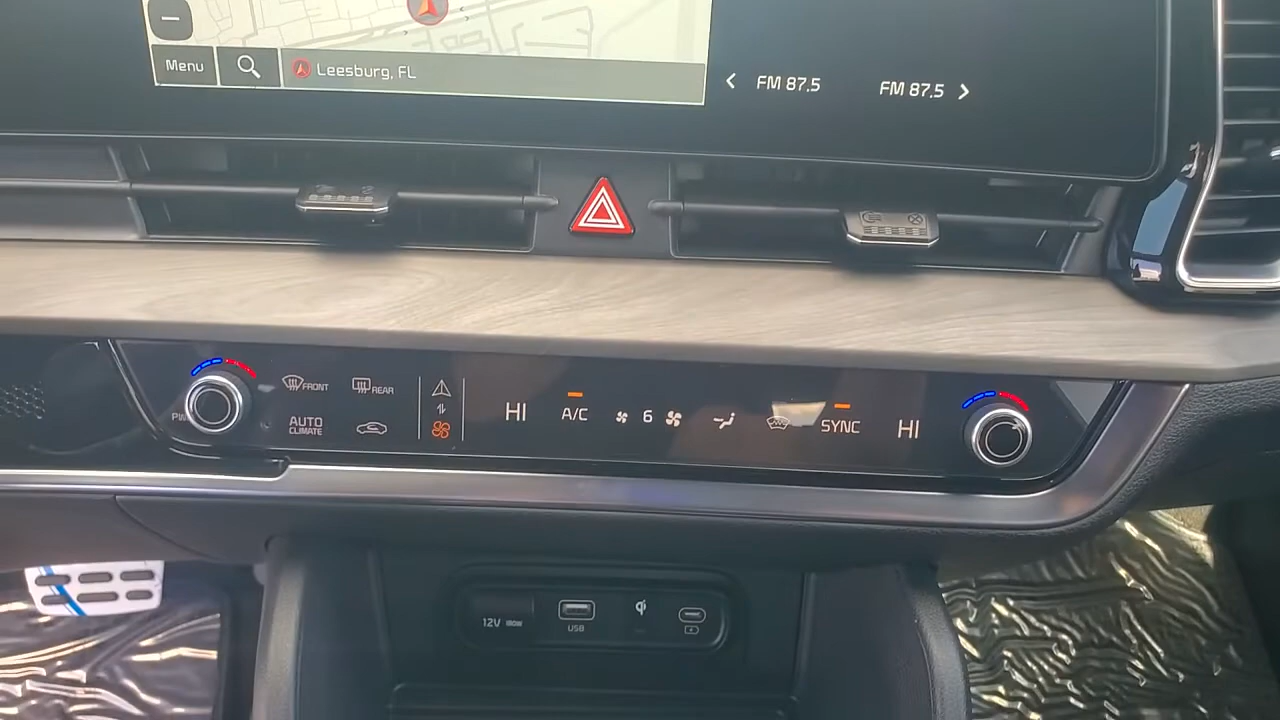 Menu
Leesburg, FL
FM 87.5
FM 87.5
FRONT
REAR
AUTO
CLIMATE
HI
A/C
6
SYNC
HI
12V
USB
qi